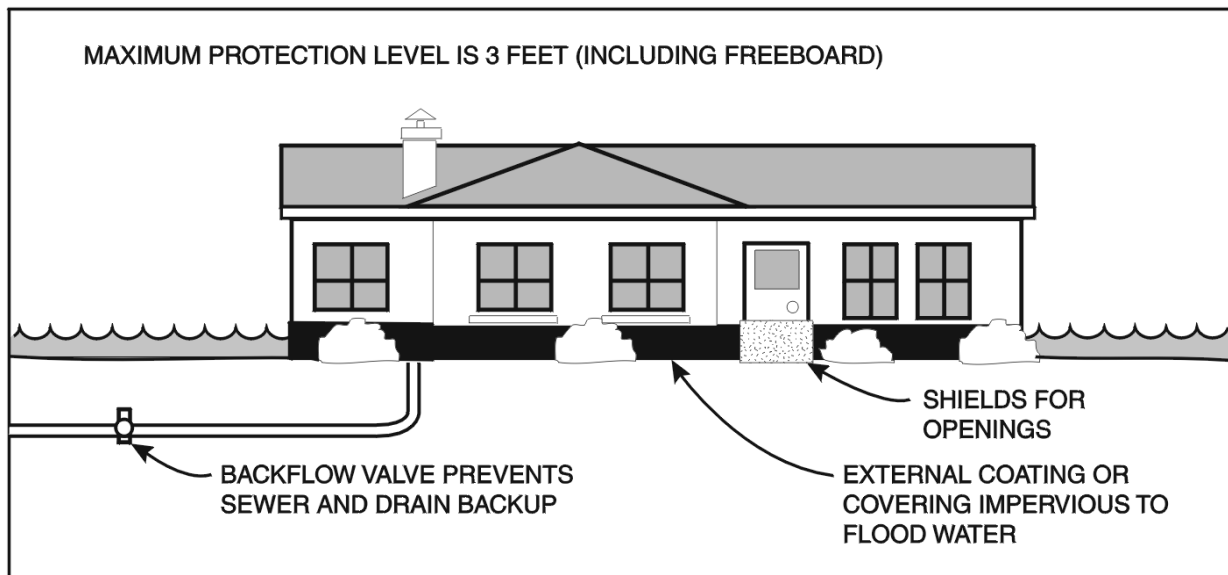 MAXIMUM PROTECTION LEVEL IS 3 FEET (INCLUDING FREEBOARD)
SHIELDS FOR
OPENINGS
BACKFLOW VALVE PREVENTS
SEWER AND DRAIN BACKUP
EXTERNAL COATING OR
COVERING IMPERVIOUS TO
FLOOD WATER